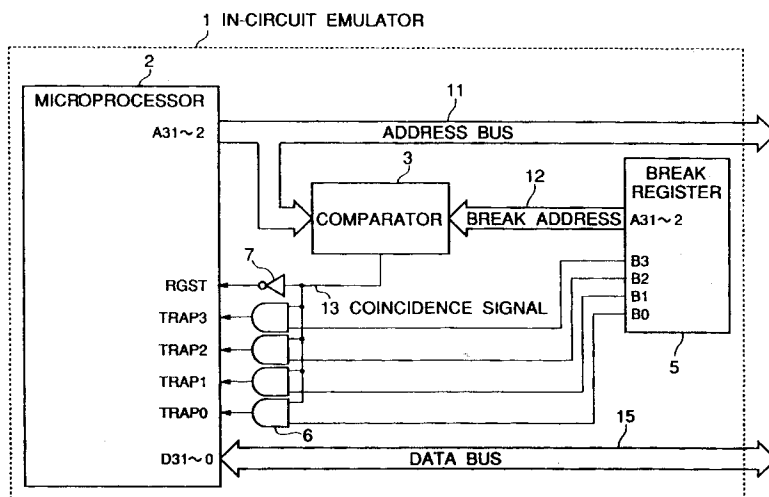 1 IN-CIRCUIT EMULATOR
2
MICROPROCESSOR
A31~2
11
ADDRESS BUS
3
COMPARATOR
12
BREAK ADDRESS
BREAK
REGISTER
A31~2
B3
B2
B1
B0
5
7
RGST
13 COINCIDENCE SIGNAL
TRAP3
TRAP2
TRAP1
TRAP0
6
15
D31~0
DATA BUS